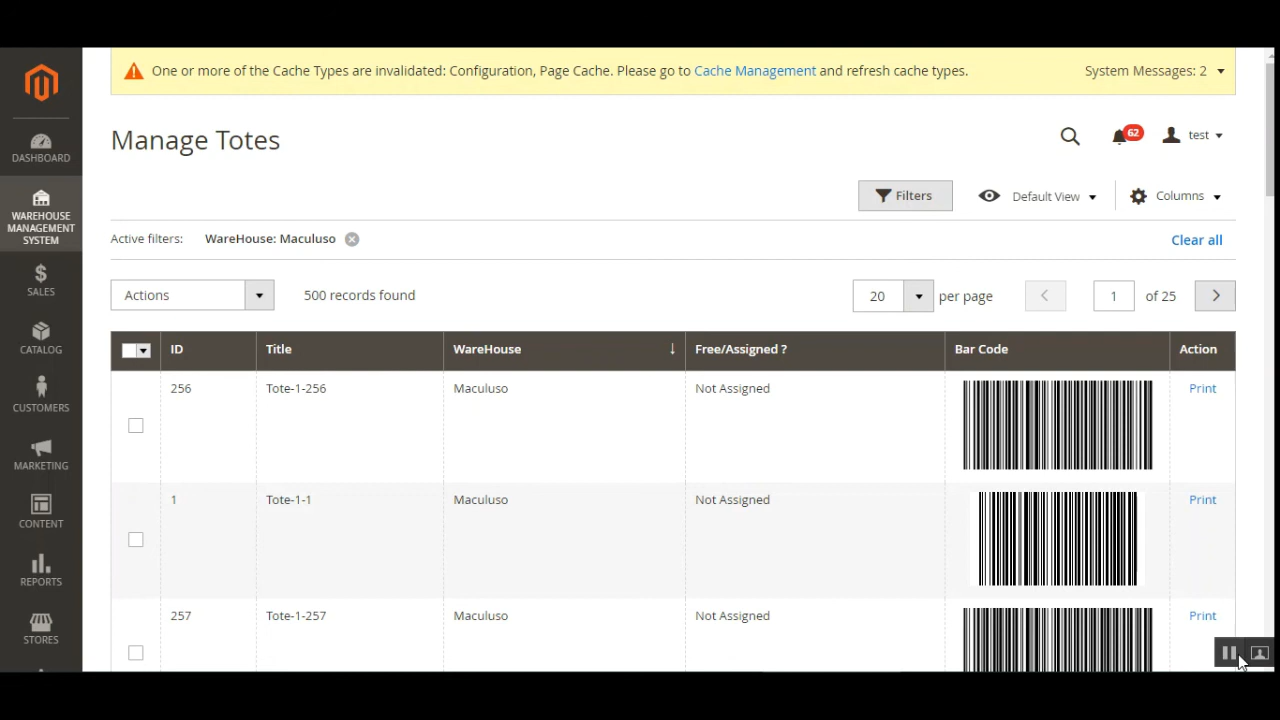 One or more of the Cache Types are invalidated: Configuration, Page Cache. Please go to Cache Management and refresh cache types.
System Messages: 2
DASHBOARD
WAREHOUSE
MANAGEMENT
SYSTEM
SALES
CATALOG
CUSTOMERS
MARKETING
CONTENT
REPORTS
STORES
Manage Totes
62
test
Filters
Default View
Columns
Active filters: WareHouse: Maculuso
Clear all
Actions
500 records found
20 per page
1 of 25
ID Title WareHouse ↓ Free/Assigned ? Bar Code Action
256 Tote-1-256 Maculuso Not Assigned Print
1 Tote-1-1 Maculuso Not Assigned Print
257 Tote-1-257 Maculuso Not Assigned Print